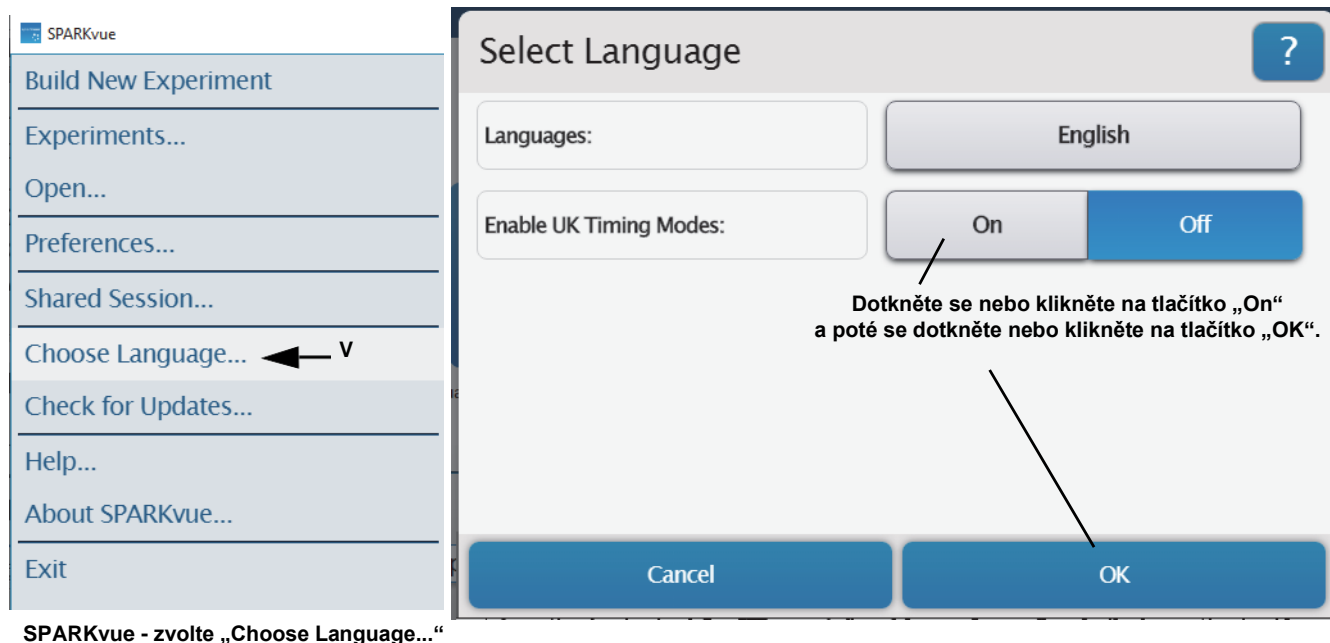 SPARKvue
Build New Experiment
Experiments...
Open...
Preferences...
Shared Session...
Choose Language...
V
Check for Updates...
Help...
About SPARKvue...
Exit
SPARKvue - zvolte „Choose Language...“
Select Language
?
Languages:
English
Enable UK Timing Modes:
On
Off
Dotkněte se nebo klikněte na tlačítko „On“
a poté se dotkněte nebo klikněte na tlačítko „OK“.
Cancel
OK